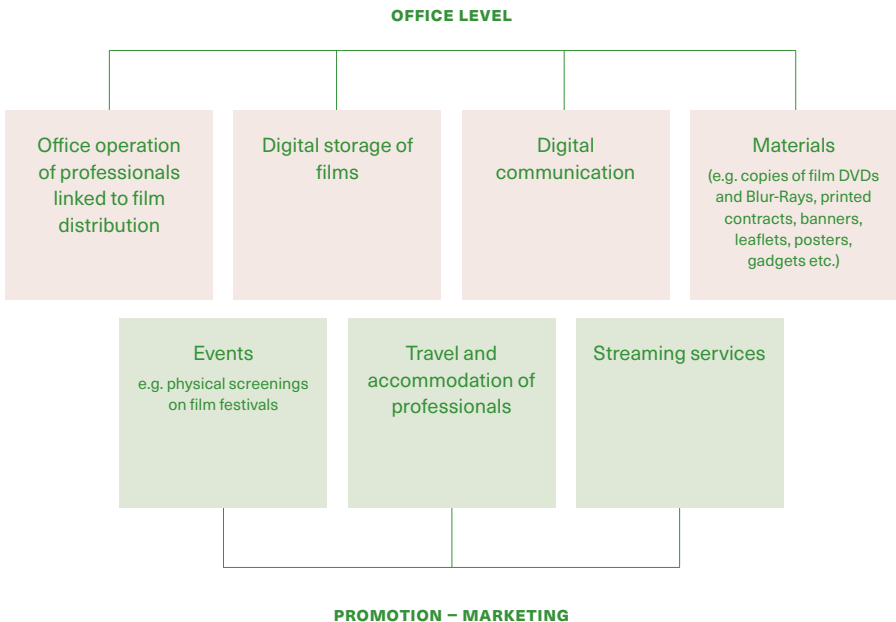 OFFICE LEVEL
Office operation
of professionals
linked to film
distribution
Digital storage of
films
Digital
communication
Materials
(e.g. copies of film DVDs
and Blur-Rays, printed
contracts, banners,
leaflets, posters,
gadgets etc.)
Events
e.g. physical screenings
on film festivals
Travel and
accommodation of
professionals
Streaming services
PROMOTION – MARKETING